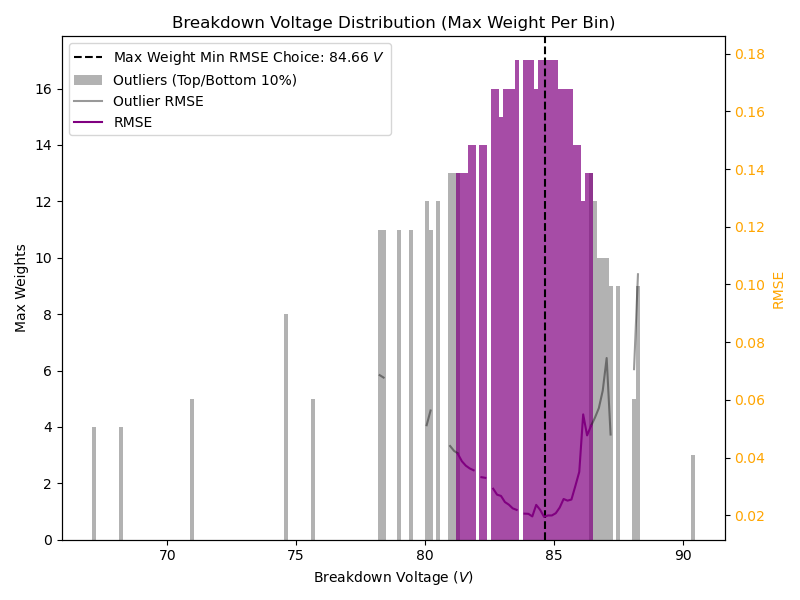 Breakdown Voltage Distribution (Max Weight Per Bin)
Max Weight Min RMSE Choice: 84.66 V
Outliers (Top/Bottom 10%)
Outlier RMSE
RMSE
Max Weights
16
14
12
10
8
6
4
2
0
70
75
80
85
90
Breakdown Voltage (V)
0.18
0.16
0.14
0.12
0.10
0.08
0.06
0.04
0.02
RMSE